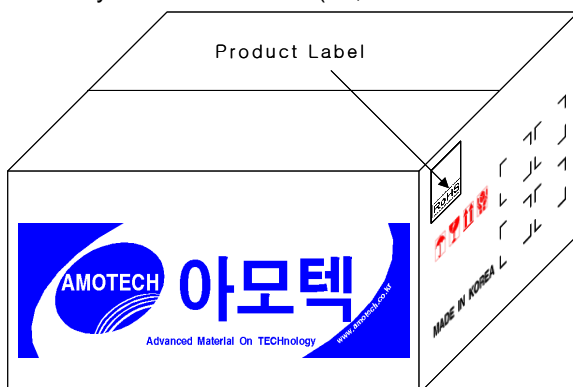 Product Label
RoHS
AMOTECH
아모텍
Advanced Material On TECHnology
www.amotech.co.kr
MADE IN KOREA